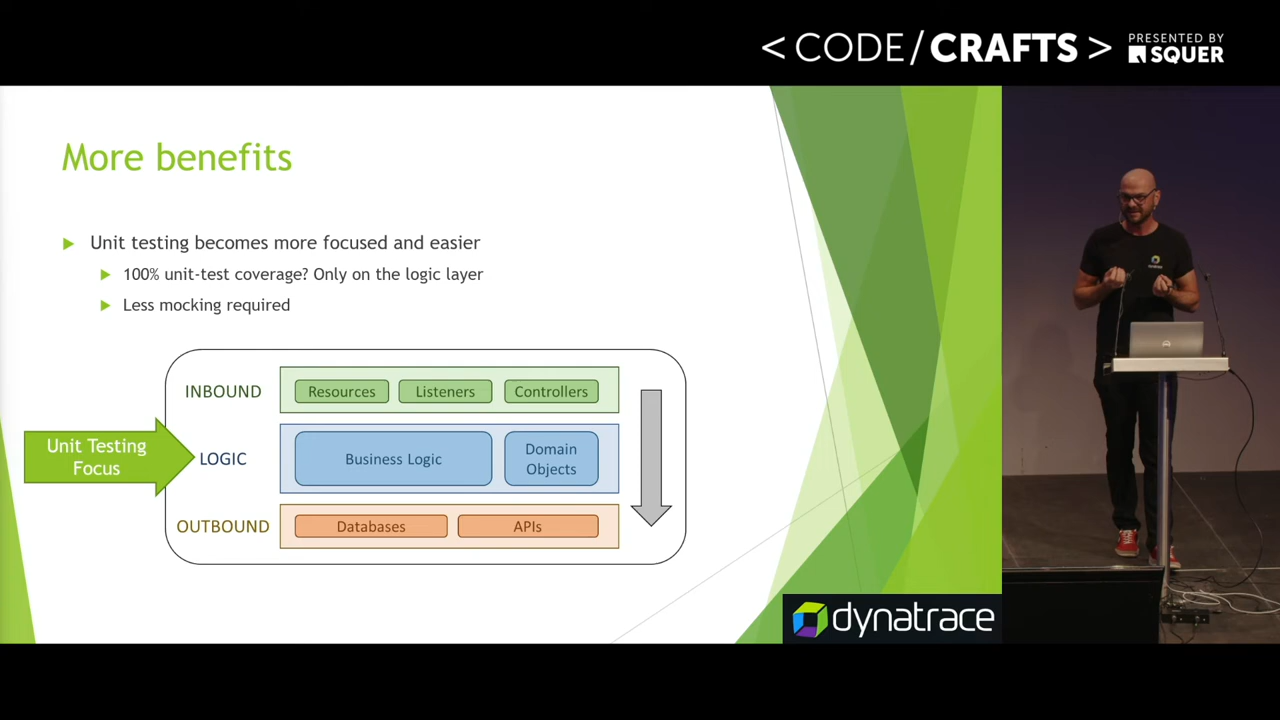 < CODE/CRAFTS >
PRESENTED BY
SQUER
More benefits
Unit testing becomes more focused and easier
100% unit-test coverage? Only on the logic layer
Less mocking required
INBOUND
Resources
Listeners
Controllers
Unit Testing
Focus
LOGIC
Business Logic
Domain
Objects
OUTBOUND
Databases
APIs
dynatrace
dynatrace